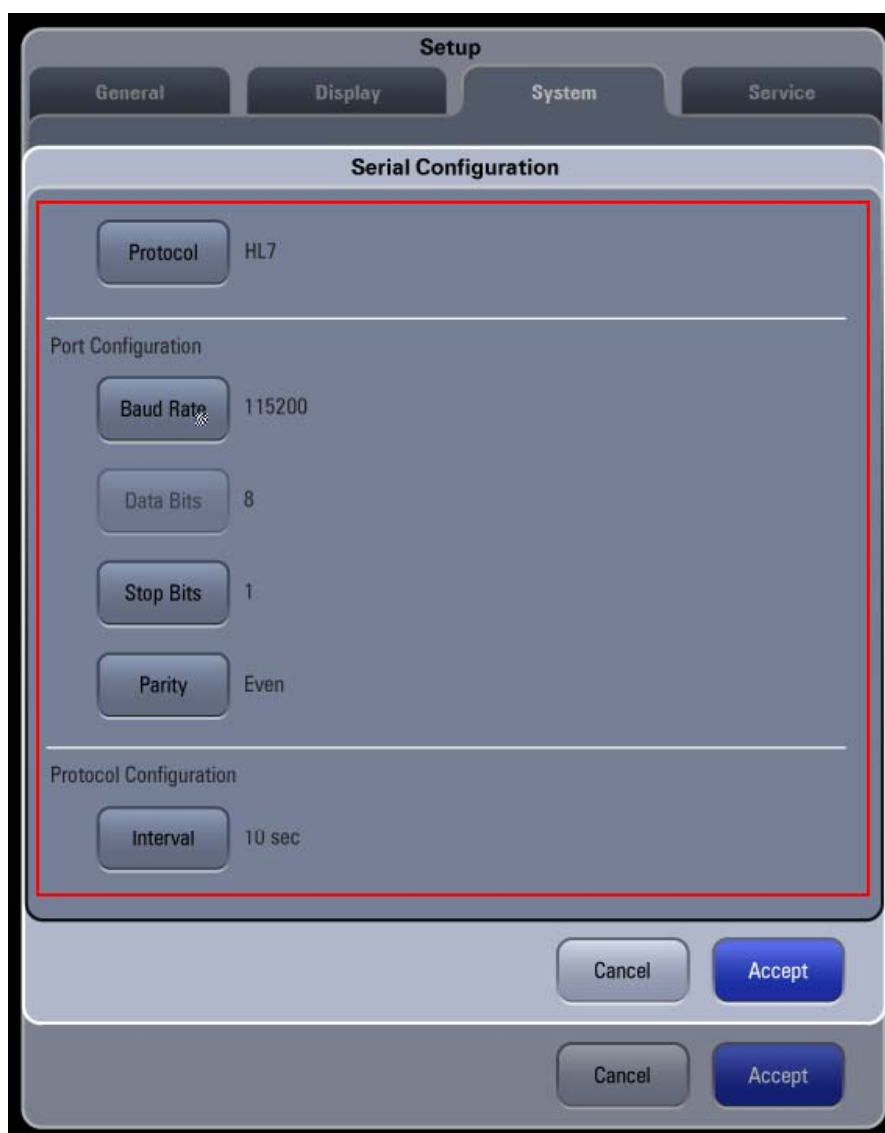 Setup
General Display System Service
Serial Configuration
Protocol HL7
Port Configuration
Baud Rate 115200
Data Bits 8
Stop Bits 1
Parity Even
Protocol Configuration
Interval 10 sec
Cancel Accept
Cancel Accept